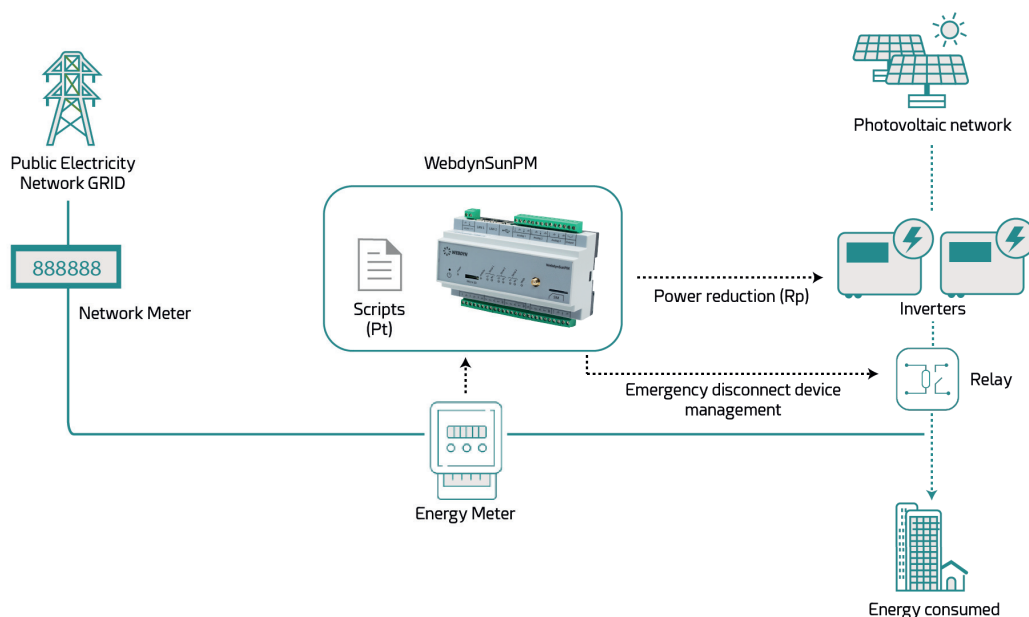 Public Electricity
Network GRID
888888
Network Meter
WebdynSunPM
Scripts
(Pt)
WebdynSunPM
Energy Meter
Photovoltaic network
Power reduction (Rp)
Inverters
Emergency disconnect device
management
Relay
Energy consumed